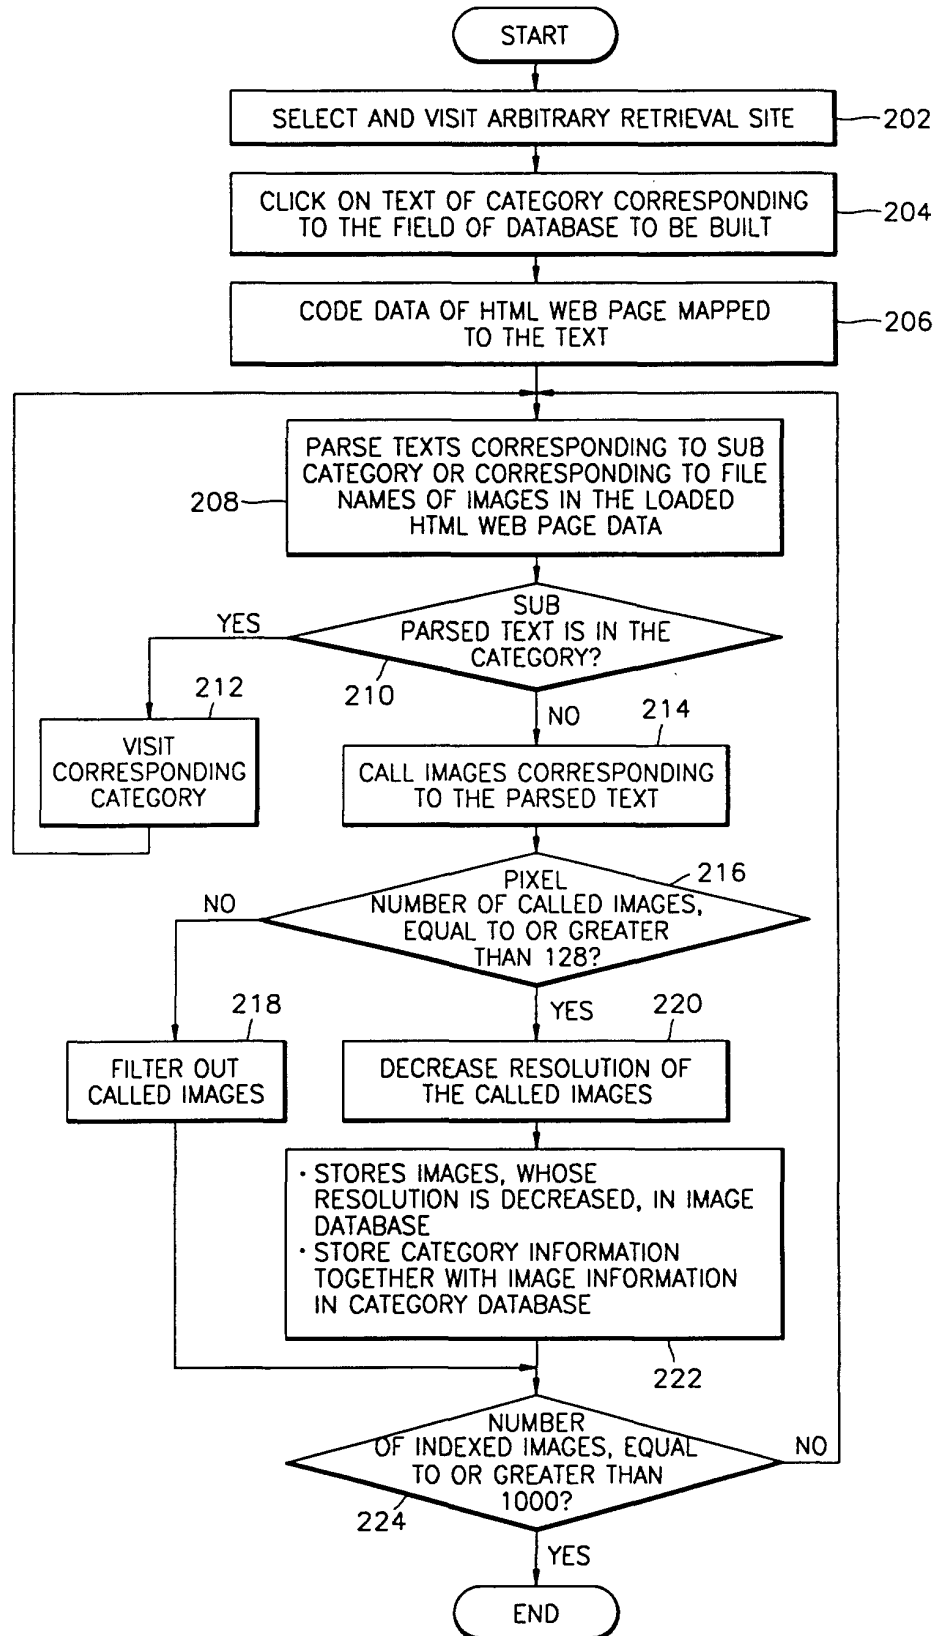 START
SELECT AND VISIT ARBITRARY RETRIEVAL SITE
202
CLICK ON TEXT OF CATEGORY CORRESPONDING
TO THE FIELD OF DATABASE TO BE BUILT
204
CODE DATA OF HTML WEB PAGE MAPPED
TO THE TEXT
206
PARSE TEXTS CORRESPONDING TO SUB
CATEGORY OR CORRESPONDING TO FILE
NAMES OF IMAGES IN THE LOADED
HTML WEB PAGE DATA
208
SUB
PARSED TEXT IS IN THE
CATEGORY?
210
YES
NO
212
VISIT
CORRESPONDING
CATEGORY
214
CALL IMAGES CORRESPONDING
TO THE PARSED TEXT
216
PIXEL
NUMBER OF CALLED IMAGES,
EQUAL TO OR GREATER
THAN 128?
NO
YES
218
FILTER OUT
CALLED IMAGES
220
DECREASE RESOLUTION OF
THE CALLED IMAGES
· STORES IMAGES, WHOSE
RESOLUTION IS DECREASED, IN IMAGE
DATABASE
· STORE CATEGORY INFORMATION
TOGETHER WITH IMAGE INFORMATION
IN CATEGORY DATABASE
222
NUMBER
OF INDEXED IMAGES, EQUAL
TO OR GREATER THAN
1000?
224
NO
YES
END